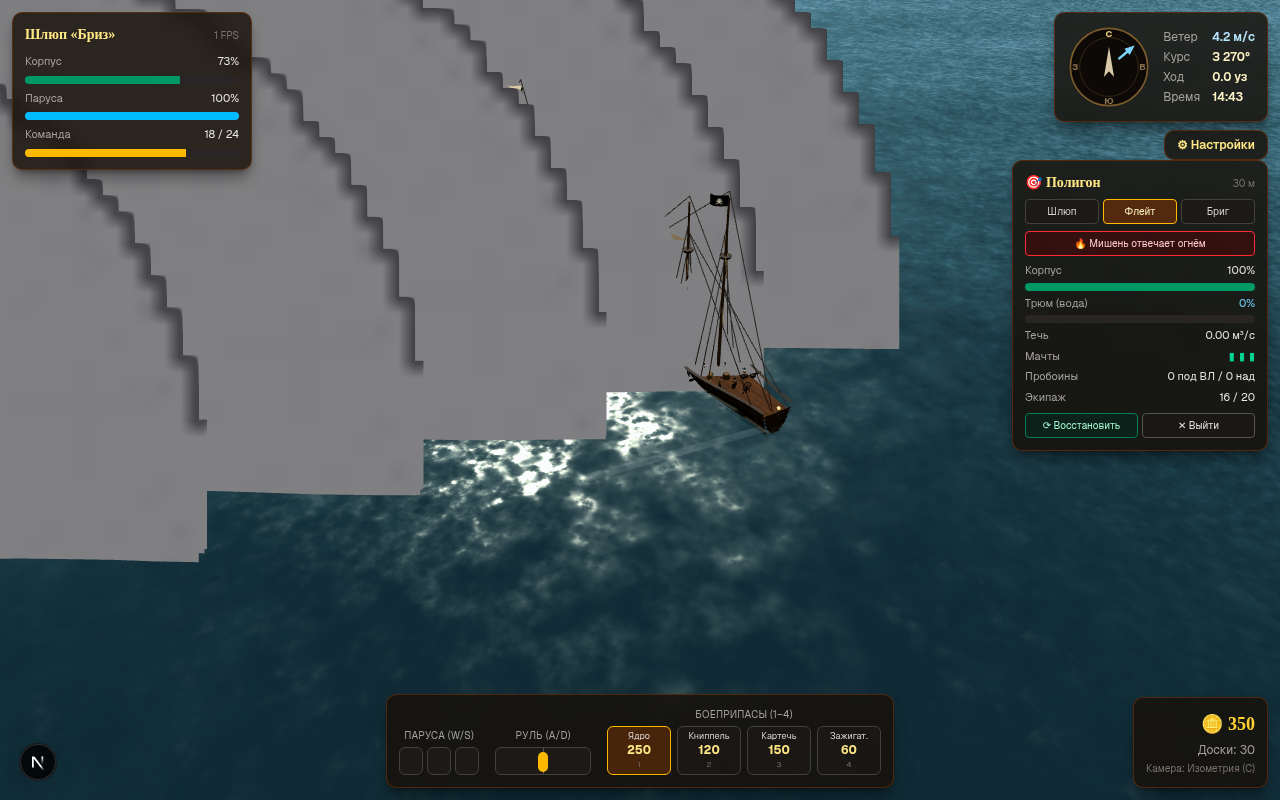 Шлюп «Бриз» 1 FPS
Корпус 73%
Паруса 100%
Команда 18 / 24
С
З В
Ю
Ветер 4.2 м/с
Курс З 270°
Ход 0.0 уз
Время 14:43
⚙ Настройки
🎯 Полигон 30 м
Шлюп Флейт Бриг
🔥 Мишень отвечает огнём
Корпус 100%
Трюм (вода) 0%
Течь 0.00 м³/с
Мачты
Пробоины 0 под ВЛ / 0 над
Экипаж 16 / 20
⟳ Восстановить ✕ Выйти
ПАРУСА (W/S) РУЛЬ (A/D) БОЕПРИПАСЫ (1–4)
Ядро Книппель Картечь Зажигат.
250 120 150 60
1 2 3 4
🪙 350
Доски: 30
Камера: Изометрия (C)
N